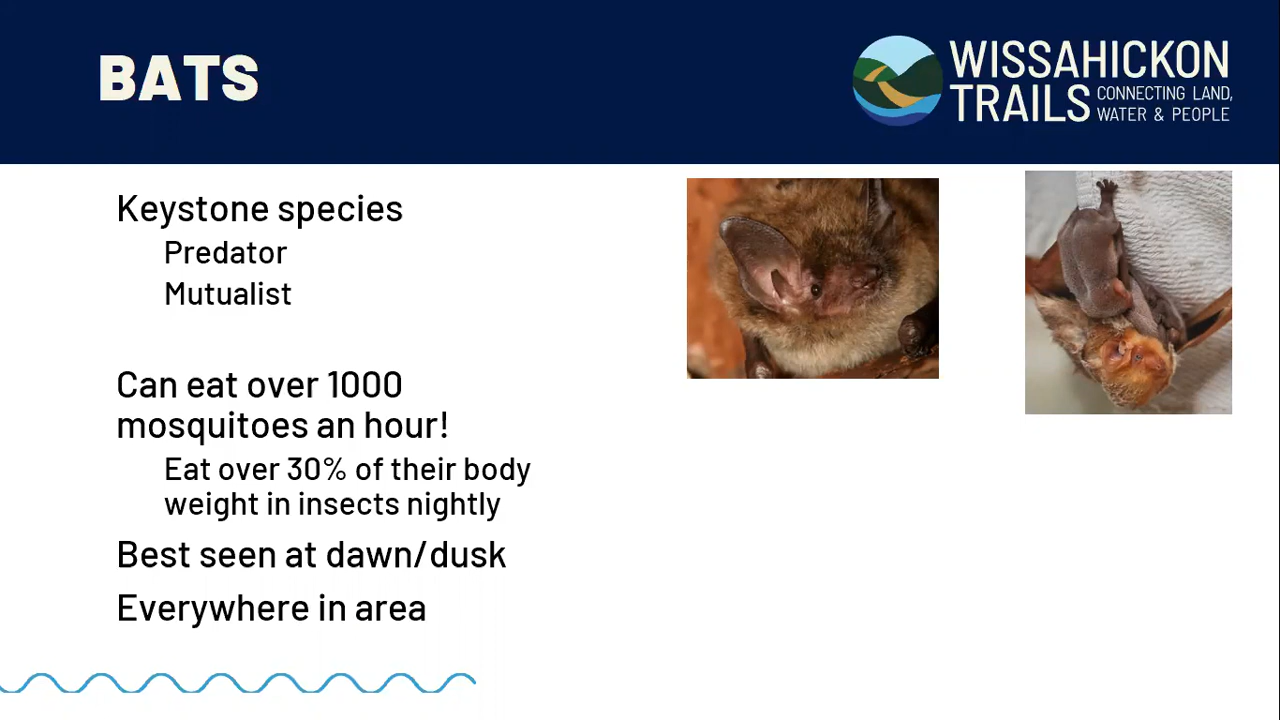 BATS
WISSAHICKON
TRAILS CONNECTING LAND,
WATER & PEOPLE
Keystone species
Predator
Mutualist
Can eat over 1000
mosquitoes an hour!
Eat over 30% of their body
weight in insects nightly
Best seen at dawn/dusk
Everywhere in area